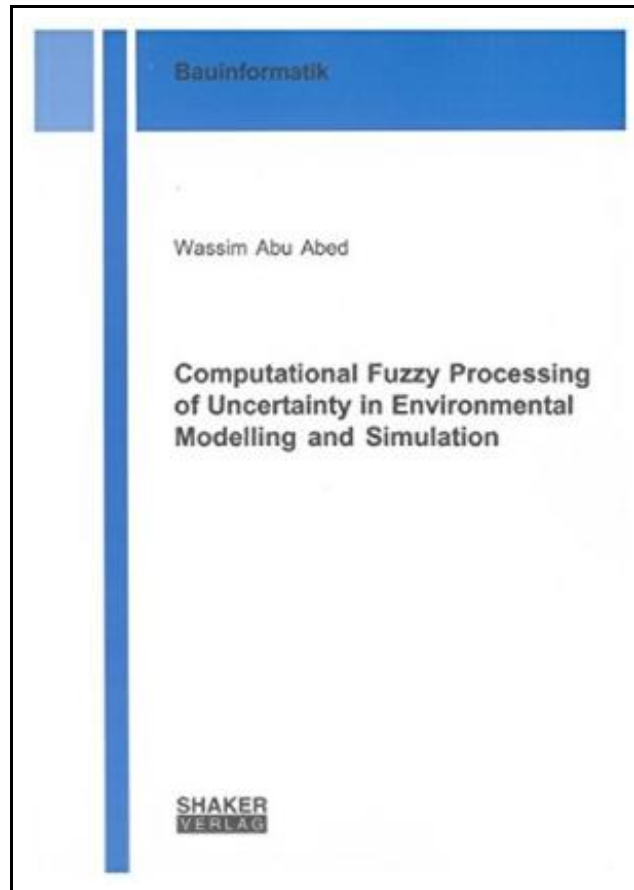 Bauinformatik
Wassim Abu Abed
Computational Fuzzy Processing
of Uncertainty in Environmental
Modelling and Simulation
SHAKER
VERLAG